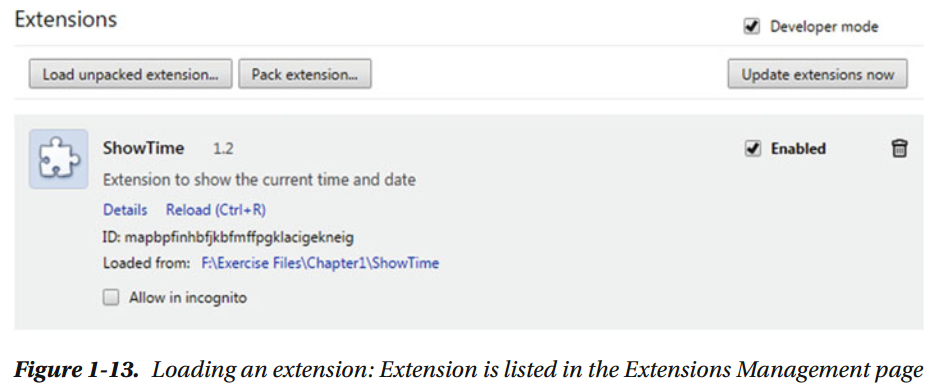 Extensions
Developer mode
Load unpacked extension... Pack extension... Update extensions now
ShowTime 1.2 Enabled
Extension to show the current time and date
Details Reload (Ctrl+R)
ID: mapbpfinhbfjkbfmffpgklacigekneig
Loaded from: F:\Exercise Files\Chapter1\ShowTime
Allow in incognito
Figure 1-13. Loading an extension: Extension is listed in the Extensions Management page